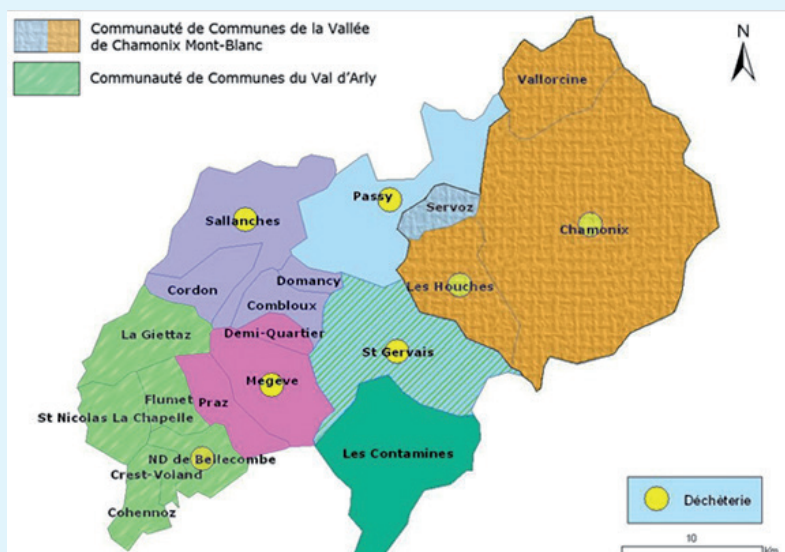 Communauté de Communes de la Vallée
de Chamonix Mont-Blanc
Communauté de Communes du Val d'Arly
N
Vallorcine
Passy
Servoz
Sallanches
Chamonix
Domancy
Les Houches
Cordon
Combloux
La Giettaz
Demi-Quartier
St Gervais
Megeve
Flumet
Praz
St Nicolas La Chapelle
Les Contamines
ND de Bellecombe
Crest-Voland
Cohennoz
Déchèterie
10
km